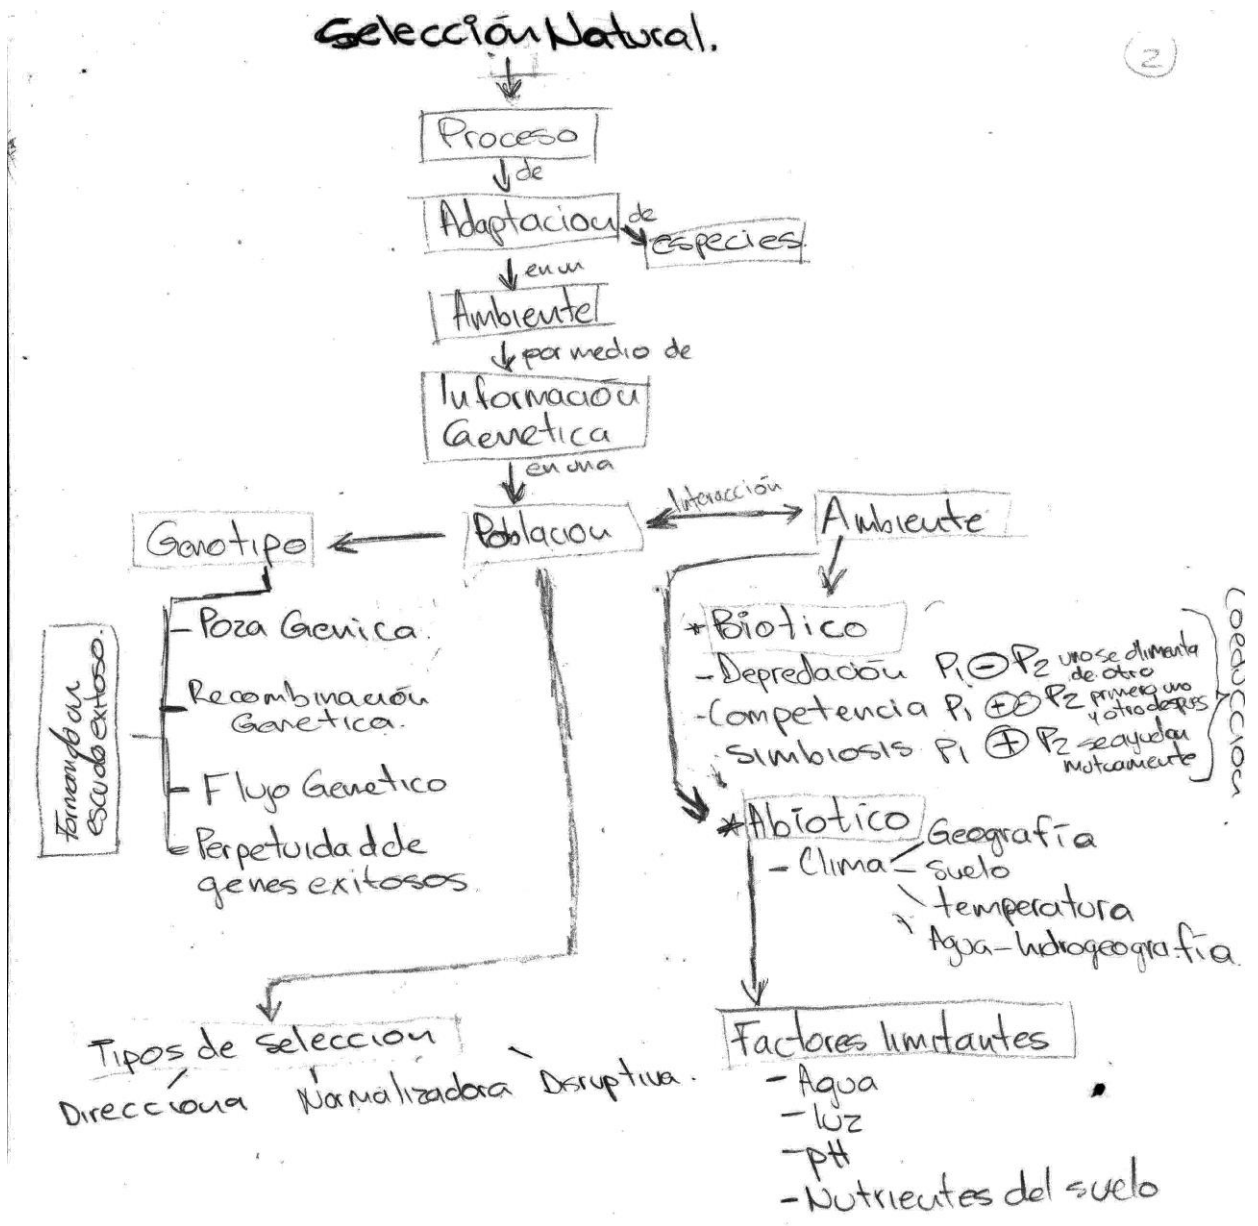 Selección Natural.
2
Proceso
de
Adaptacion de
especies.
en un
Ambiente
por medio de
Información
Genetica
en una
Interacción
Genotipo
Poblacion
Ambiente
- Poza Genica.
- Recombinación
Genetica.
- Flujo Genetico
- Perpetuidad de
genes exitosos.
Formando un
escudo exitoso.
* Biotico
- Depredación P1 ⊖ P2 uno se alimenta
de otro
- Competencia P1 ⊕⊖ P2 primero uno
y otro despues
Simbiosis P1 ⊕ P2 se ayudan
mutuamente
* Abiotico
- Clima - Geografía
- Suelo
temperatura
Agua - hidrogeografía.
Tipos de Seleccion
Direcciona Normalizadora Disruptiva.
Factores limitantes
- Agua
- luz
- pH
- Nutrientes del suelo